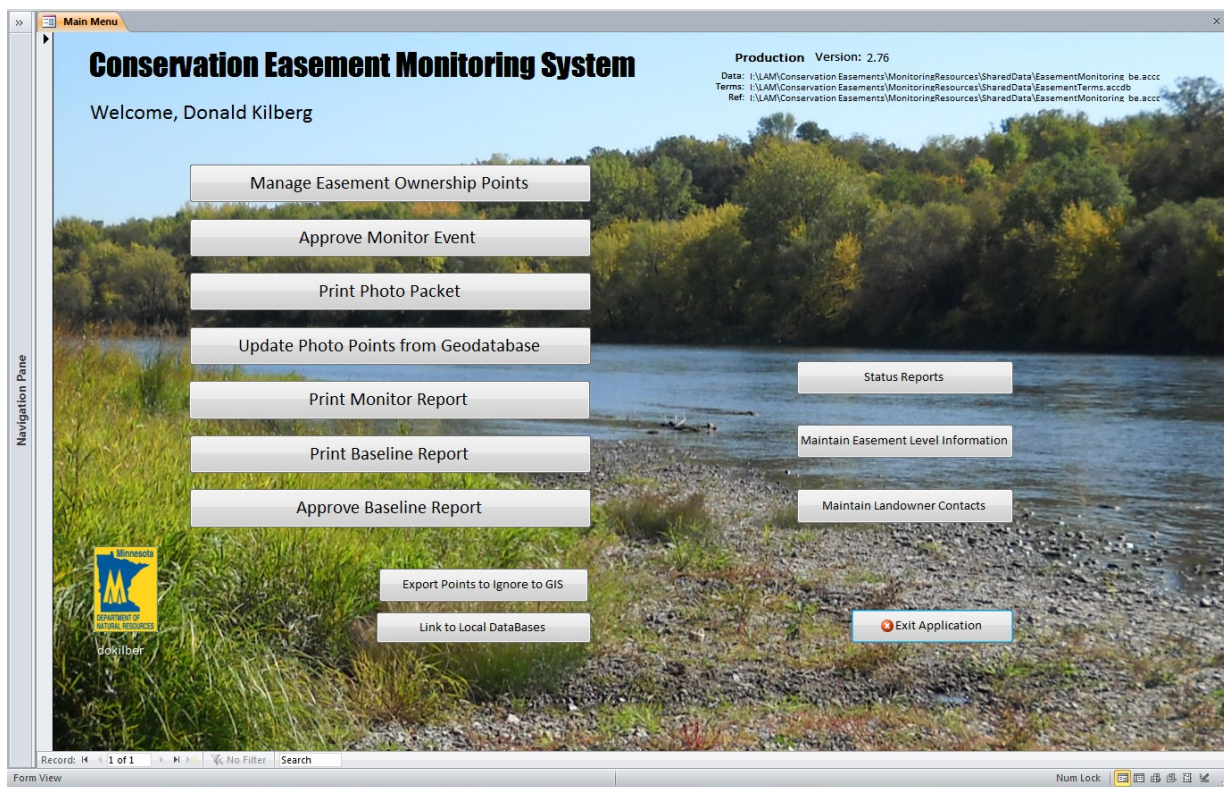 Main Menu
Conservation Easement Monitoring System
Welcome, Donald Kilberg
Production Version: 2.76
Data: I:\LAM\Conservation Easements\MonitoringResources\SharedData\EasementMonitoring_be.accc
Terms: I:\LAM\Conservation Easements\MonitoringResources\SharedData\EasementTerms.accdb
Ref: I:\LAM\Conservation Easements\MonitoringResources\SharedData\EasementMonitoring_be.accc
Manage Easement Ownership Points
Approve Monitor Event
Print Photo Packet
Update Photo Points from Geodatabase
Print Monitor Report
Print Baseline Report
Approve Baseline Report
Export Points to Ignore to GIS
Link to Local DataBases
Status Reports
Maintain Easement Level Information
Maintain Landowner Contacts
Exit Application
Minnesota
DEPARTMENT OF
NATURAL RESOURCES
dokilber
Navigation Pane
Record: 1 of 1 No Filter Search
Form View
Num Lock